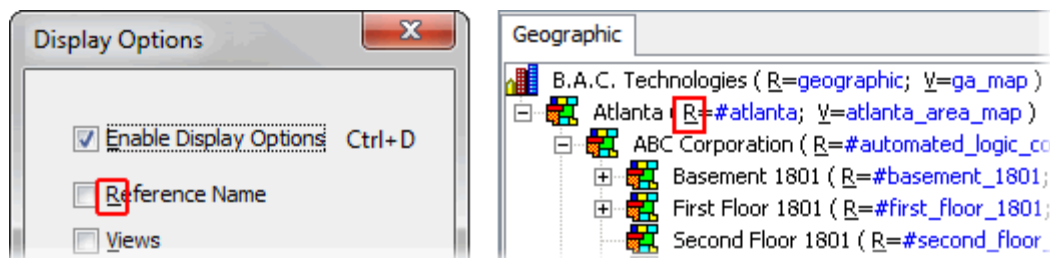 Display Options
Enable Display Options Ctrl+D
Reference Name
Views
Geographic
B.A.C. Technologies ( R=geographic; V=ga_map )
Atlanta ( R=#atlanta; V=atlanta_area_map )
ABC Corporation ( R=#automated_logic_co
Basement 1801 ( R=#basement_1801;
First Floor 1801 ( R=#first_floor_1801;
Second Floor 1801 ( R=#second_floor_